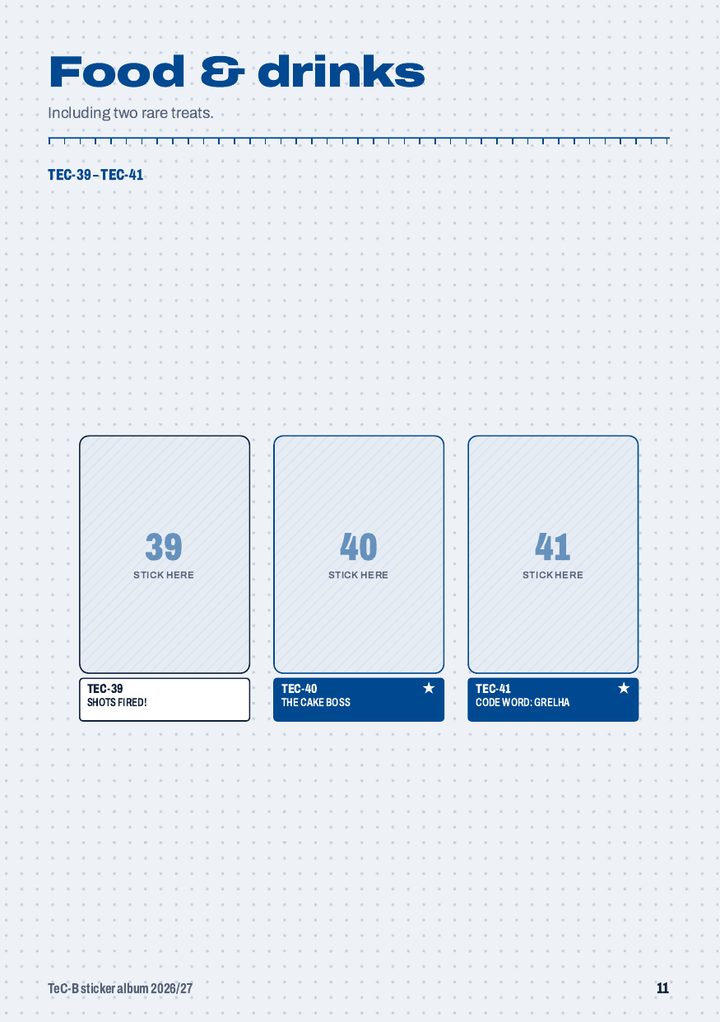 Food & drinks
Including two rare treats.
TEC-39–TEC-41
39
STICK HERE
40
STICK HERE
41
STICK HERE
TEC-39
SHOTS FIRED!
TEC-40 ★
THE CAKE BOSS
TEC-41 ★
CODE WORD: GRELHA
TeC-B sticker album 2026/27
11